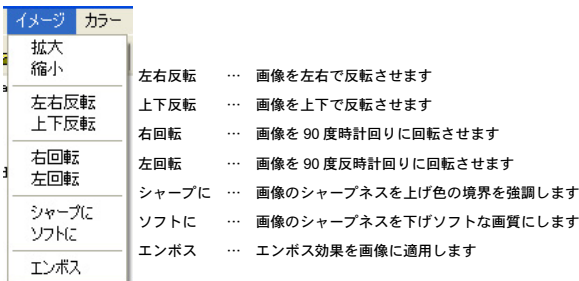 イメージ カラー
拡大
縮小
左右反転
上下反転
右回転
左回転
シャープに
ソフトに
エンボス
左右反転 … 画像を左右で反転させます
上下反転 … 画像を上下で反転させます
右回転 … 画像を 90 度時計回りに回転させます
左回転 … 画像を 90 度反時計回りに回転させます
シャープに … 画像のシャープネスを上げ色の境界を強調します
ソフトに … 画像のシャープネスを下げソフトな画質にします
エンボス … エンボス効果を画像に適用します